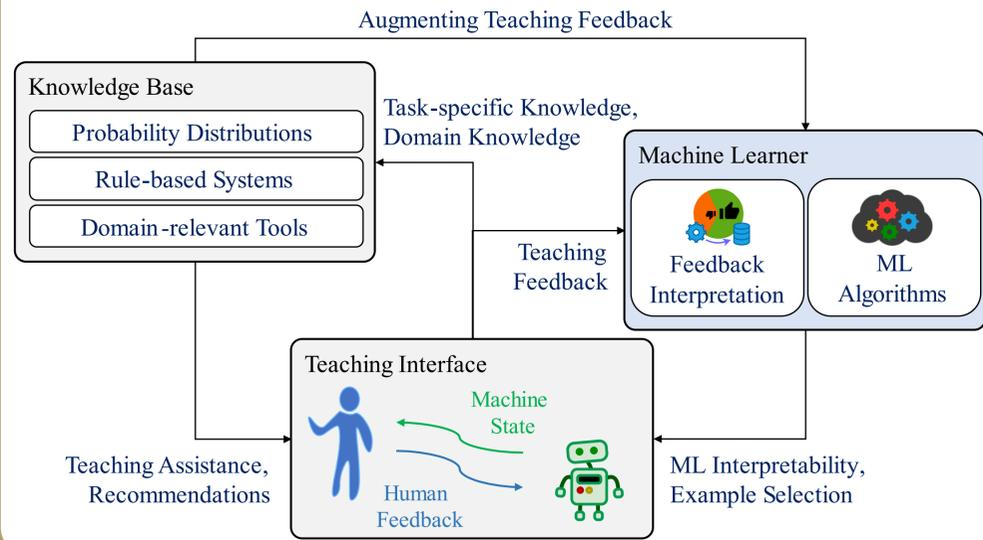 Augmenting Teaching Feedback
Knowledge Base
Probability Distributions
Rule-based Systems
Domain-relevant Tools
Task-specific Knowledge,
Domain Knowledge
Machine Learner
Feedback
Interpretation
ML
Algorithms
Teaching
Feedback
Teaching Interface
Machine
State
Human
Feedback
Teaching Assistance,
Recommendations
ML Interpretability,
Example Selection